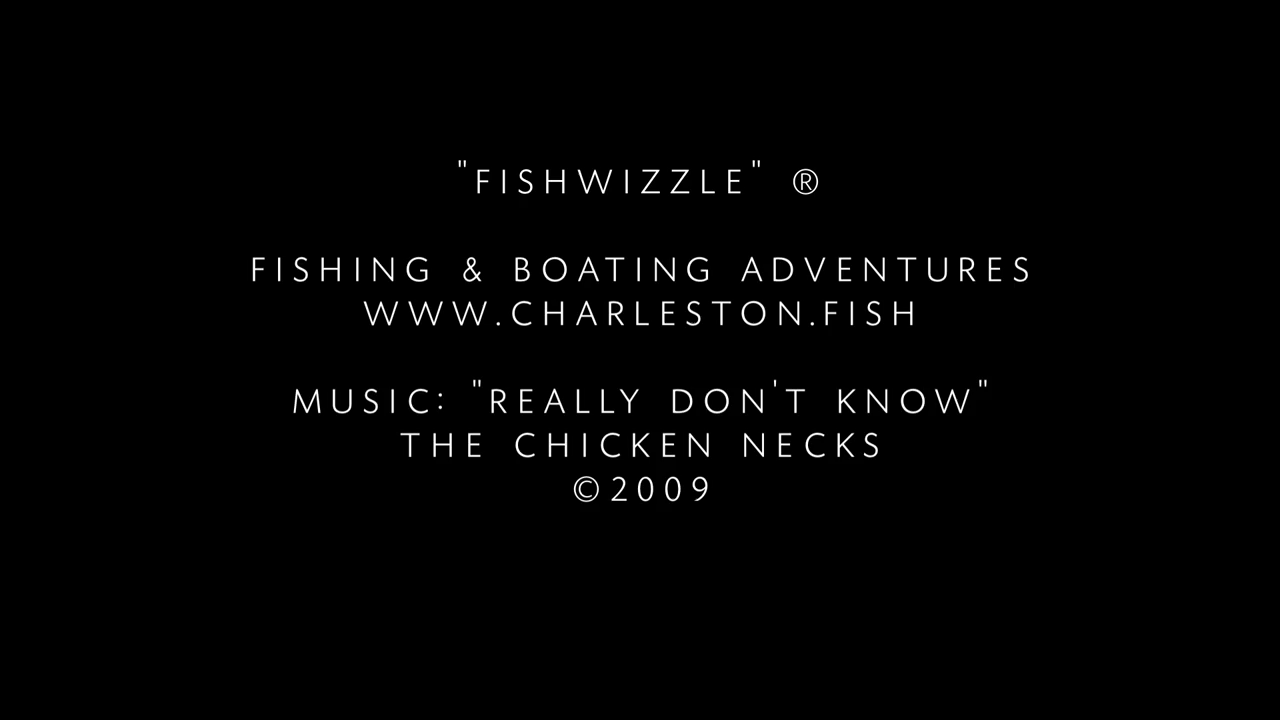 "FISHWIZZLE" ®
FISHING & BOATING ADVENTURES
WWW.CHARLESTON.FISH
MUSIC: "REALLY DON'T KNOW"
THE CHICKEN NECKS
©2009